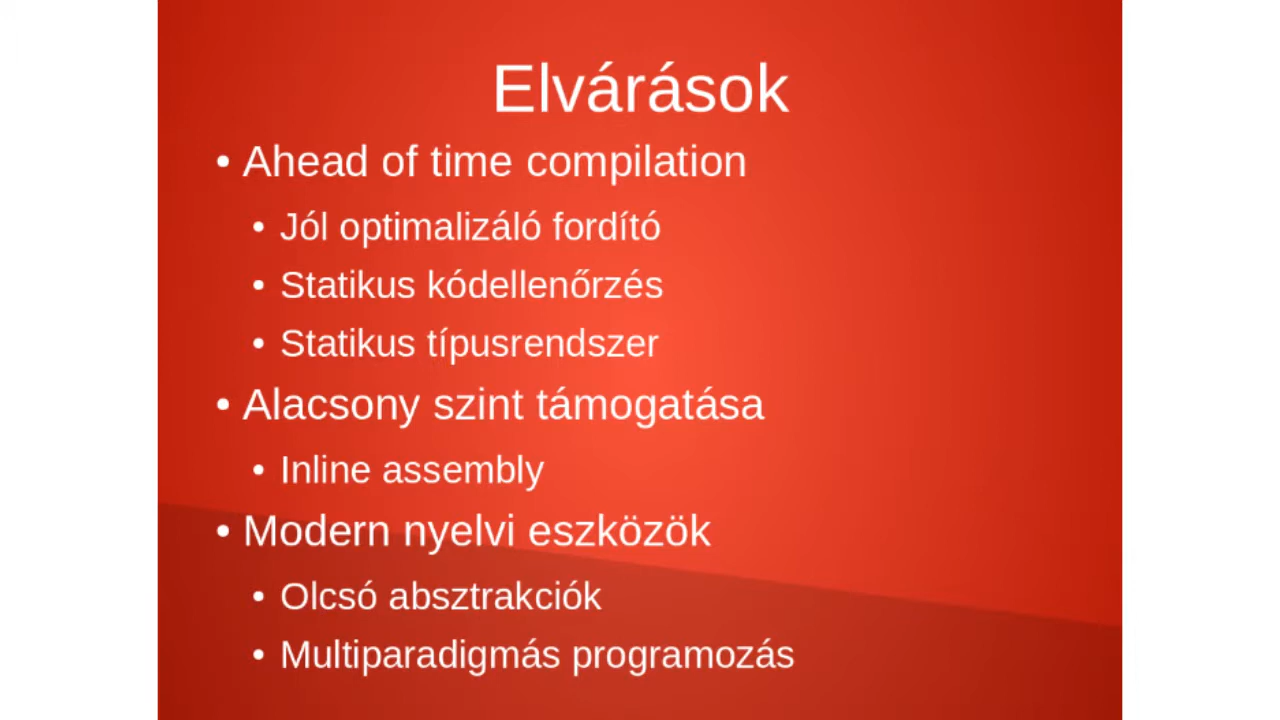 Elvárások
• Ahead of time compilation
• Jól optimalizáló fordító
• Statikus kódellenőrzés
• Statikus típusrendszer
• Alacsony szint támogatása
• Inline assembly
• Modern nyelvi eszközök
• Olcsó absztrakciók
• Multiparadigmás programozás